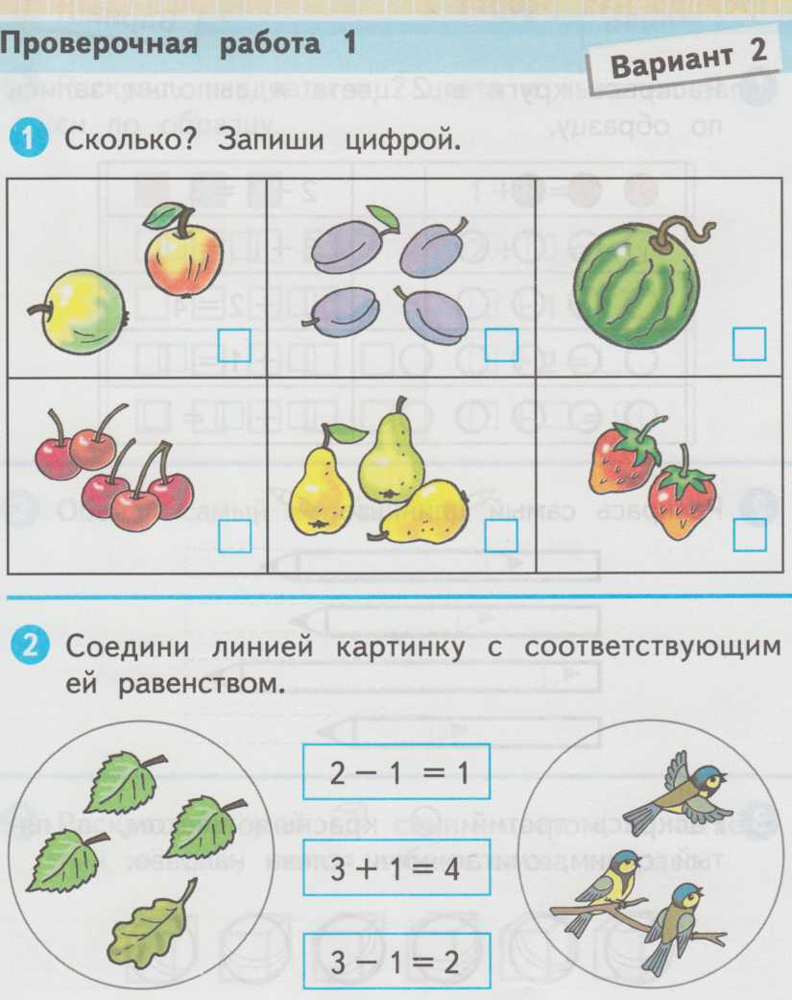 Проверочная работа 1
Вариант 2
1 Сколько? Запиши цифрой.
2 Соедини линией картинку с соответствующим
ей равенством.
2 − 1 = 1
3 + 1 = 4
3 − 1 = 2